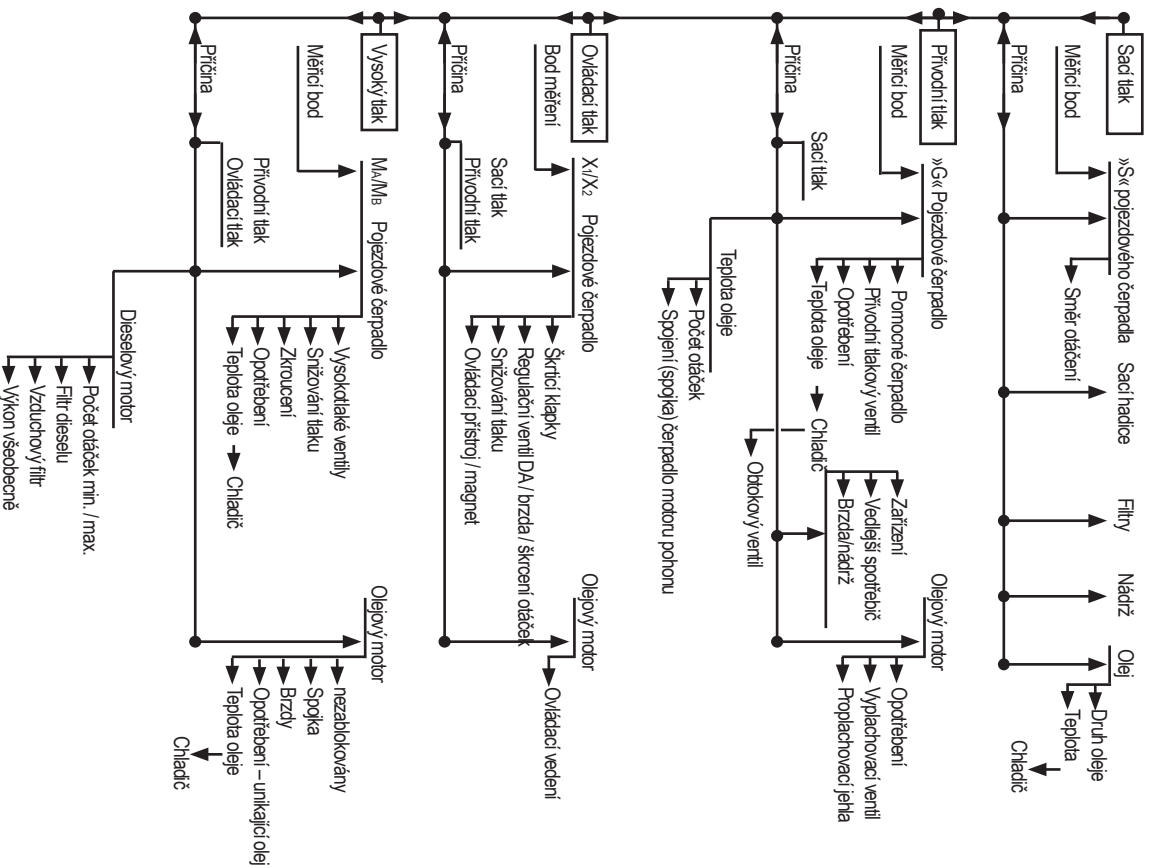 Sací tlak
Měřicí bod
Příčina
»S« pojezdového čerpadla
Směr otáčení
Sací hadice
Filtry
Nádrž
Olej
Druh oleje
Teplota
Chladič
Přívodní tlak
Měřicí bod
Příčina
Sací tlak
»G« Pojezdové čerpadlo
Pomocné čerpadlo
Přívodní tlakový ventil
Opotřebení
Teplota oleje
Chladič
Obtokový ventil
Teplota oleje
Počet otáček
Spojení (spojka) čerpadlo motoru pohonu
Zařízení
Vedlejší spotřebič
Brzda/nádrž
Olejový motor
Opotřebení
Vyplachovací ventil
Proplachovací jehla
Ovládací tlak
Bod měření
Příčina
Sací tlak
Přívodní tlak
X1/X2 Pojezdové čerpadlo
Škrticí klapky
Regulační ventil DA / brzda / škrcení otáček
Snižování tlaku
Ovládací přístroj / magnet
Olejový motor
Ovládací vedení
Vysoký tlak
Měřicí bod
Příčina
Přívodní tlak
Ovládací tlak
MA/MB Pojezdové čerpadlo
Vysokotlaké ventily
Snižování tlaku
Zkroucení
Opotřebení
Teplota oleje
Chladič
Dieselový motor
Počet otáček min. / max.
Filtr dieselu
Vzduchový filtr
Výkon všeobecně
Olejový motor
nezablokovány
Spojka
Brzdy
Opotřebení – unikající olej
Teplota oleje
Chladič